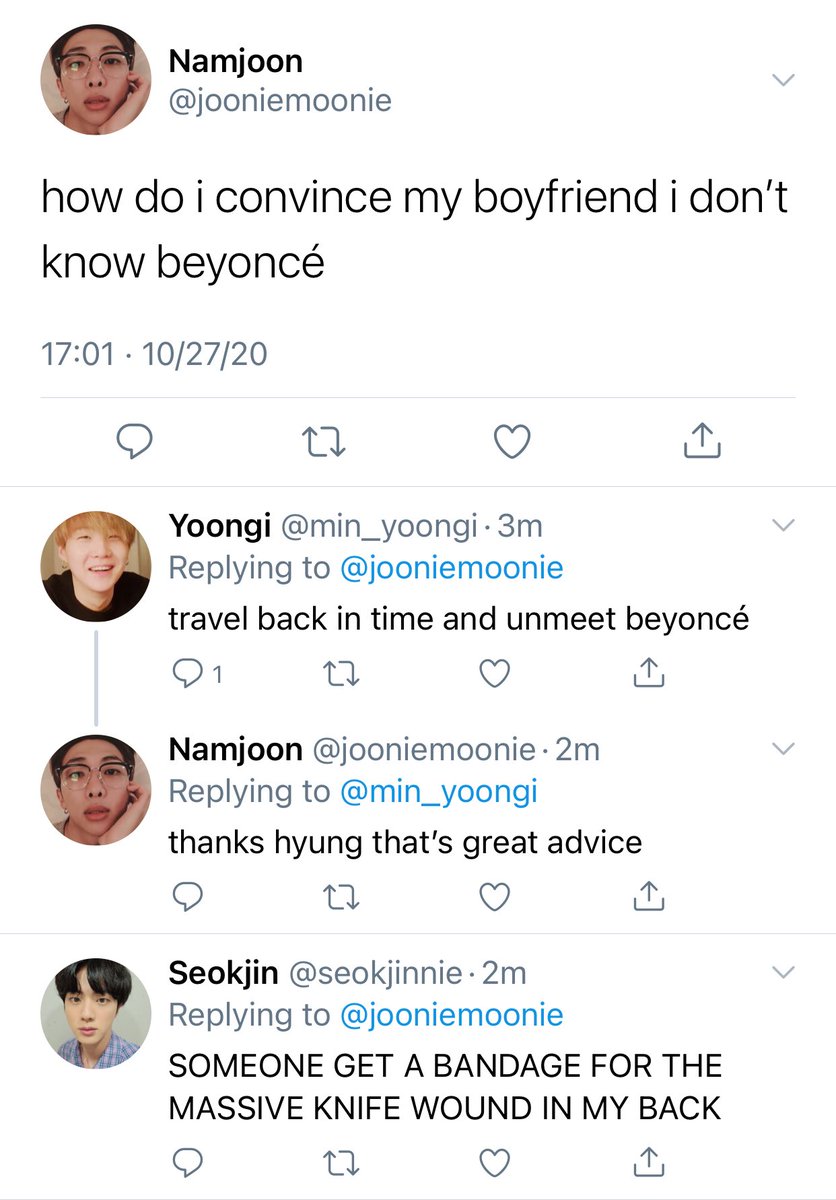 Namjoon
@jooniemoonie
how do i convince my boyfriend i don’t
know beyoncé
17:01 · 10/27/20
Yoongi @min_yoongi · 3m
Replying to @jooniemoonie
travel back in time and unmeet beyoncé
1
Namjoon @jooniemoonie · 2m
Replying to @min_yoongi
thanks hyung that’s great advice
Seokjin @seokjinnie · 2m
Replying to @jooniemoonie
SOMEONE GET A BANDAGE FOR THE
MASSIVE KNIFE WOUND IN MY BACK